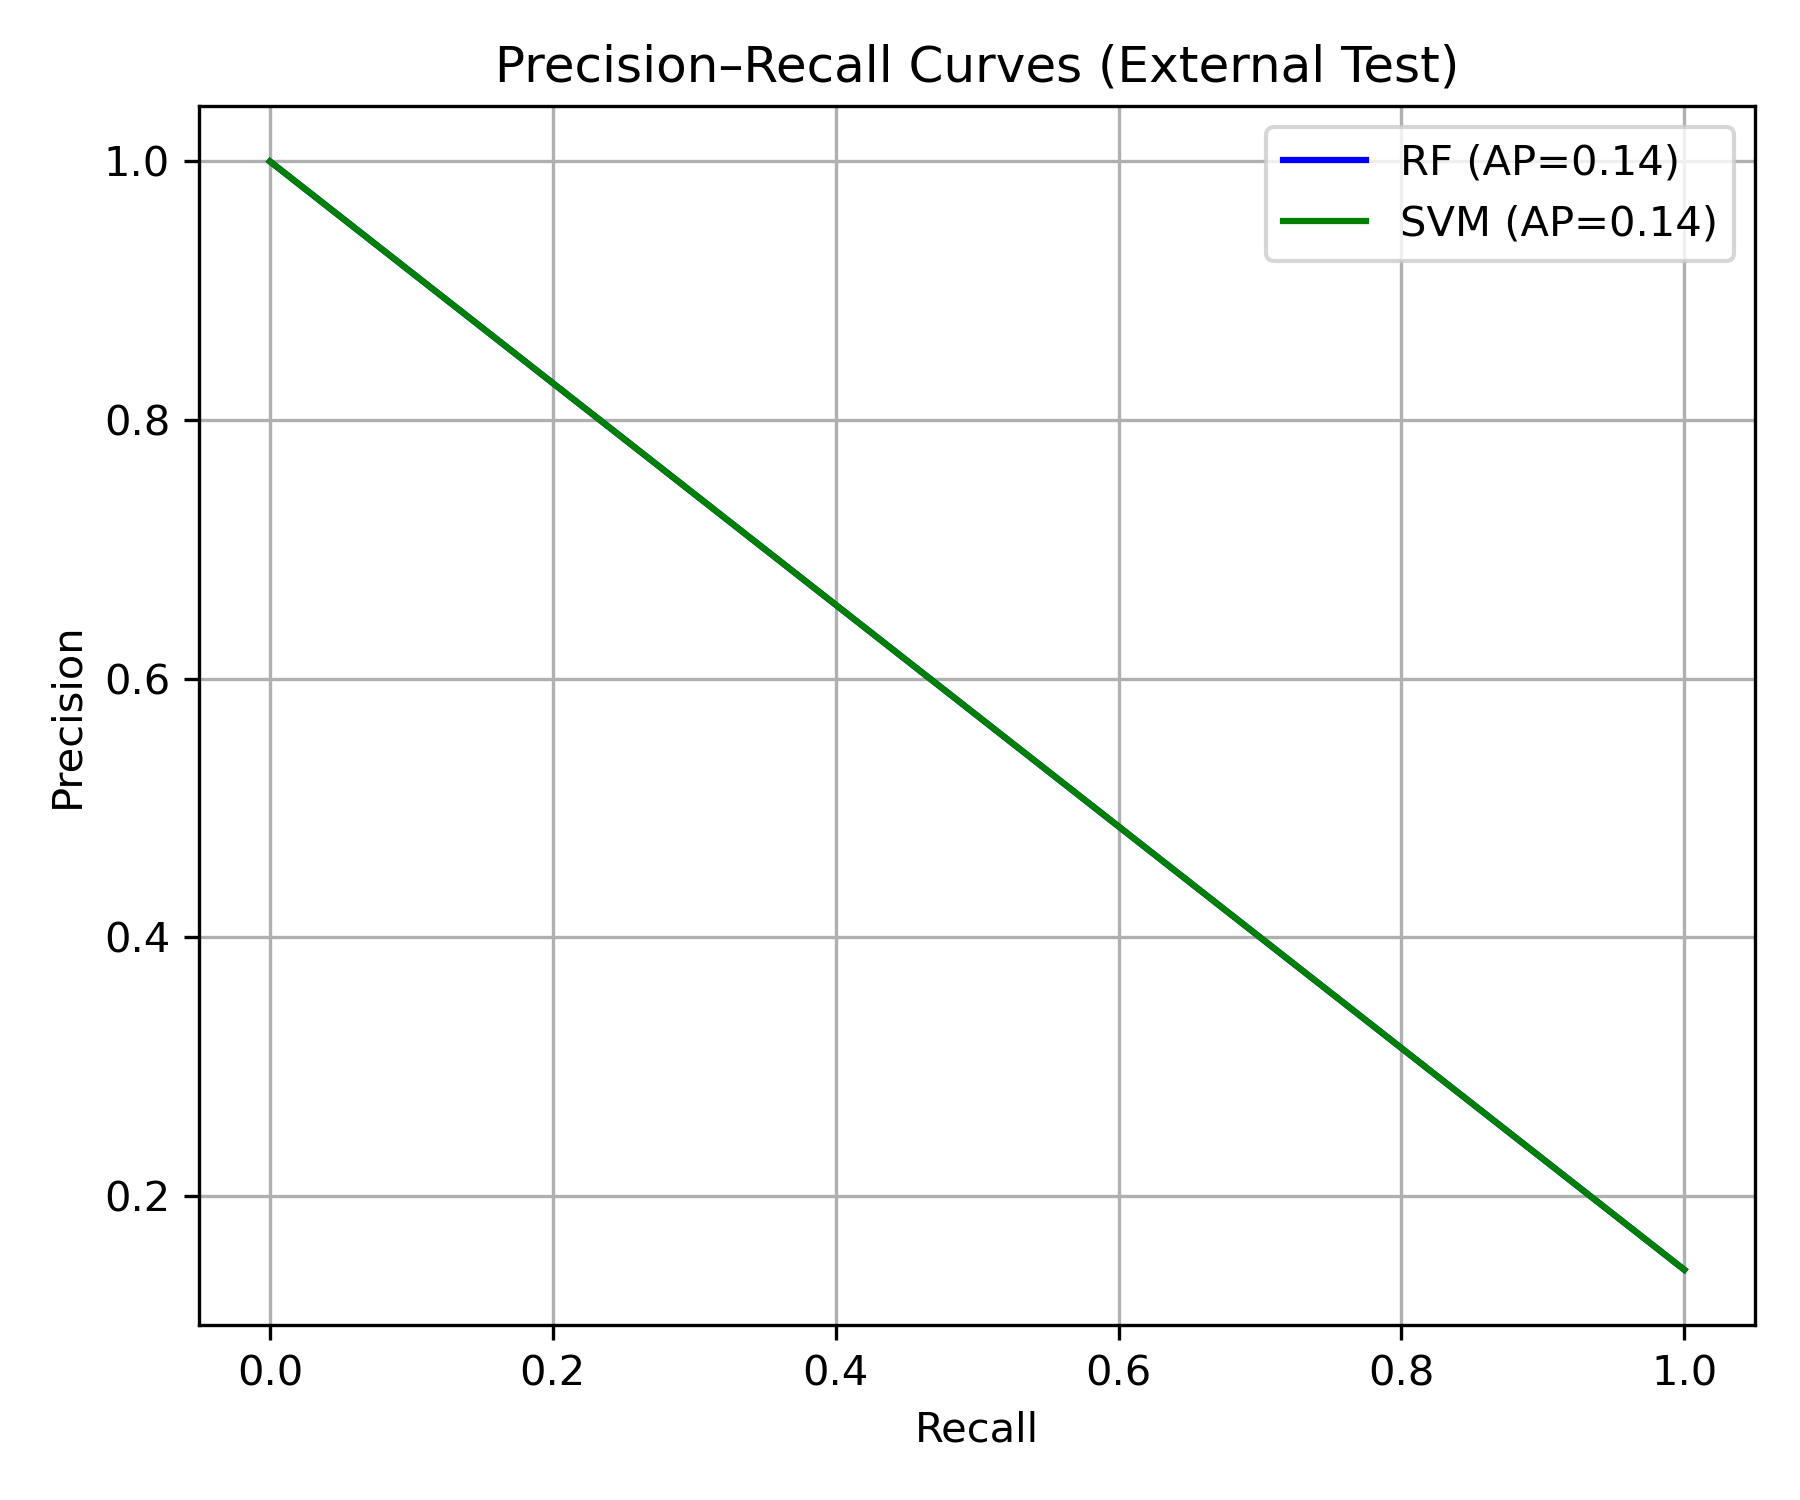 Precision–Recall Curves (External Test)
RF (AP=0.14)
SVM (AP=0.14)
Precision
1.0
0.8
0.6
0.4
0.2
0.0 0.2 0.4 0.6 0.8 1.0
Recall